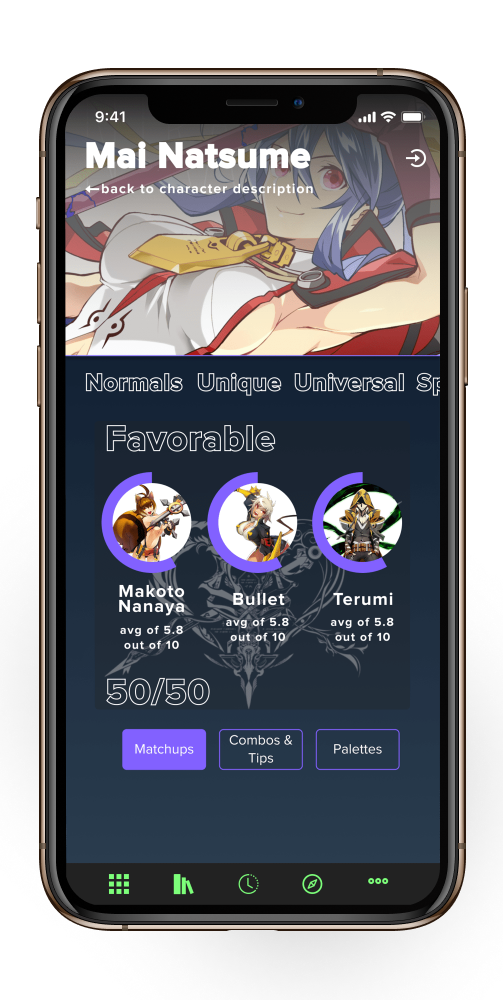 9:41
Mai Natsume
←back to character description
Normals Unique Universal Sp
Favorable
Makoto
Nanaya
avg of 5.8
out of 10
Bullet
avg of 5.8
out of 10
Terumi
avg of 5.8
out of 10
50/50
Matchups
Combos &
Tips
Palettes